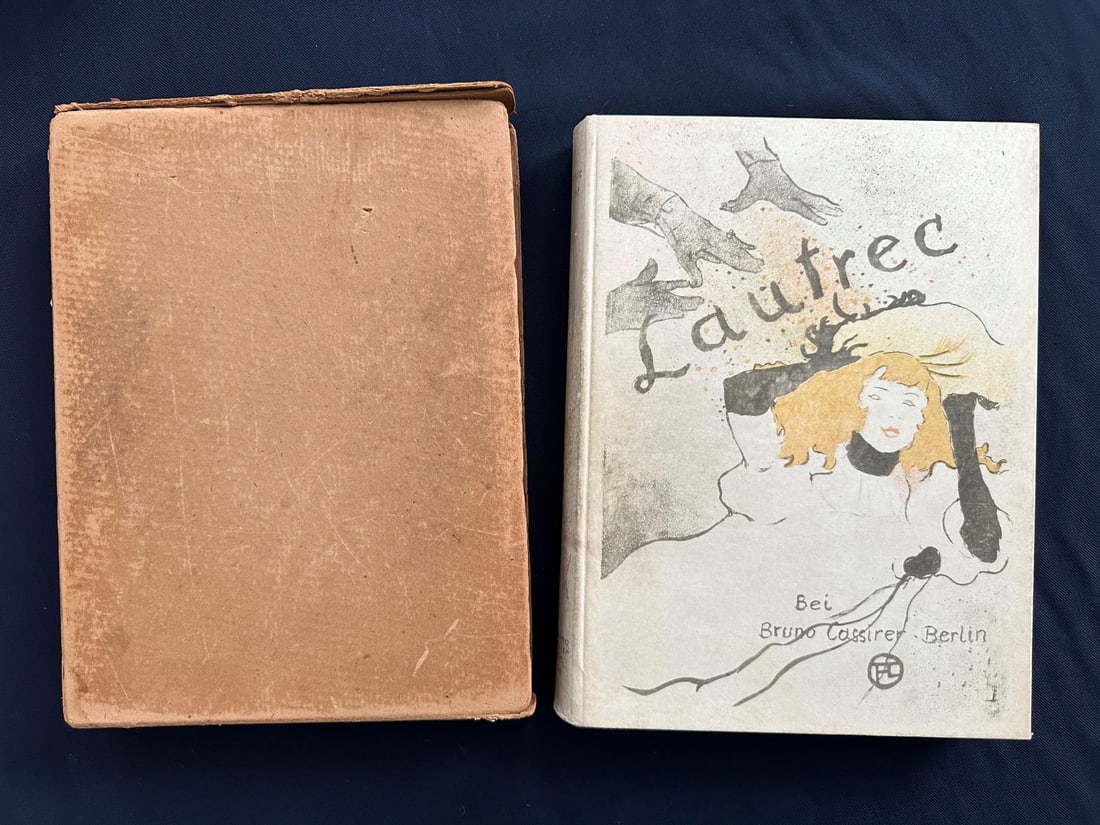 Lautrec
Bei
Bruno Cassirer · Berlin